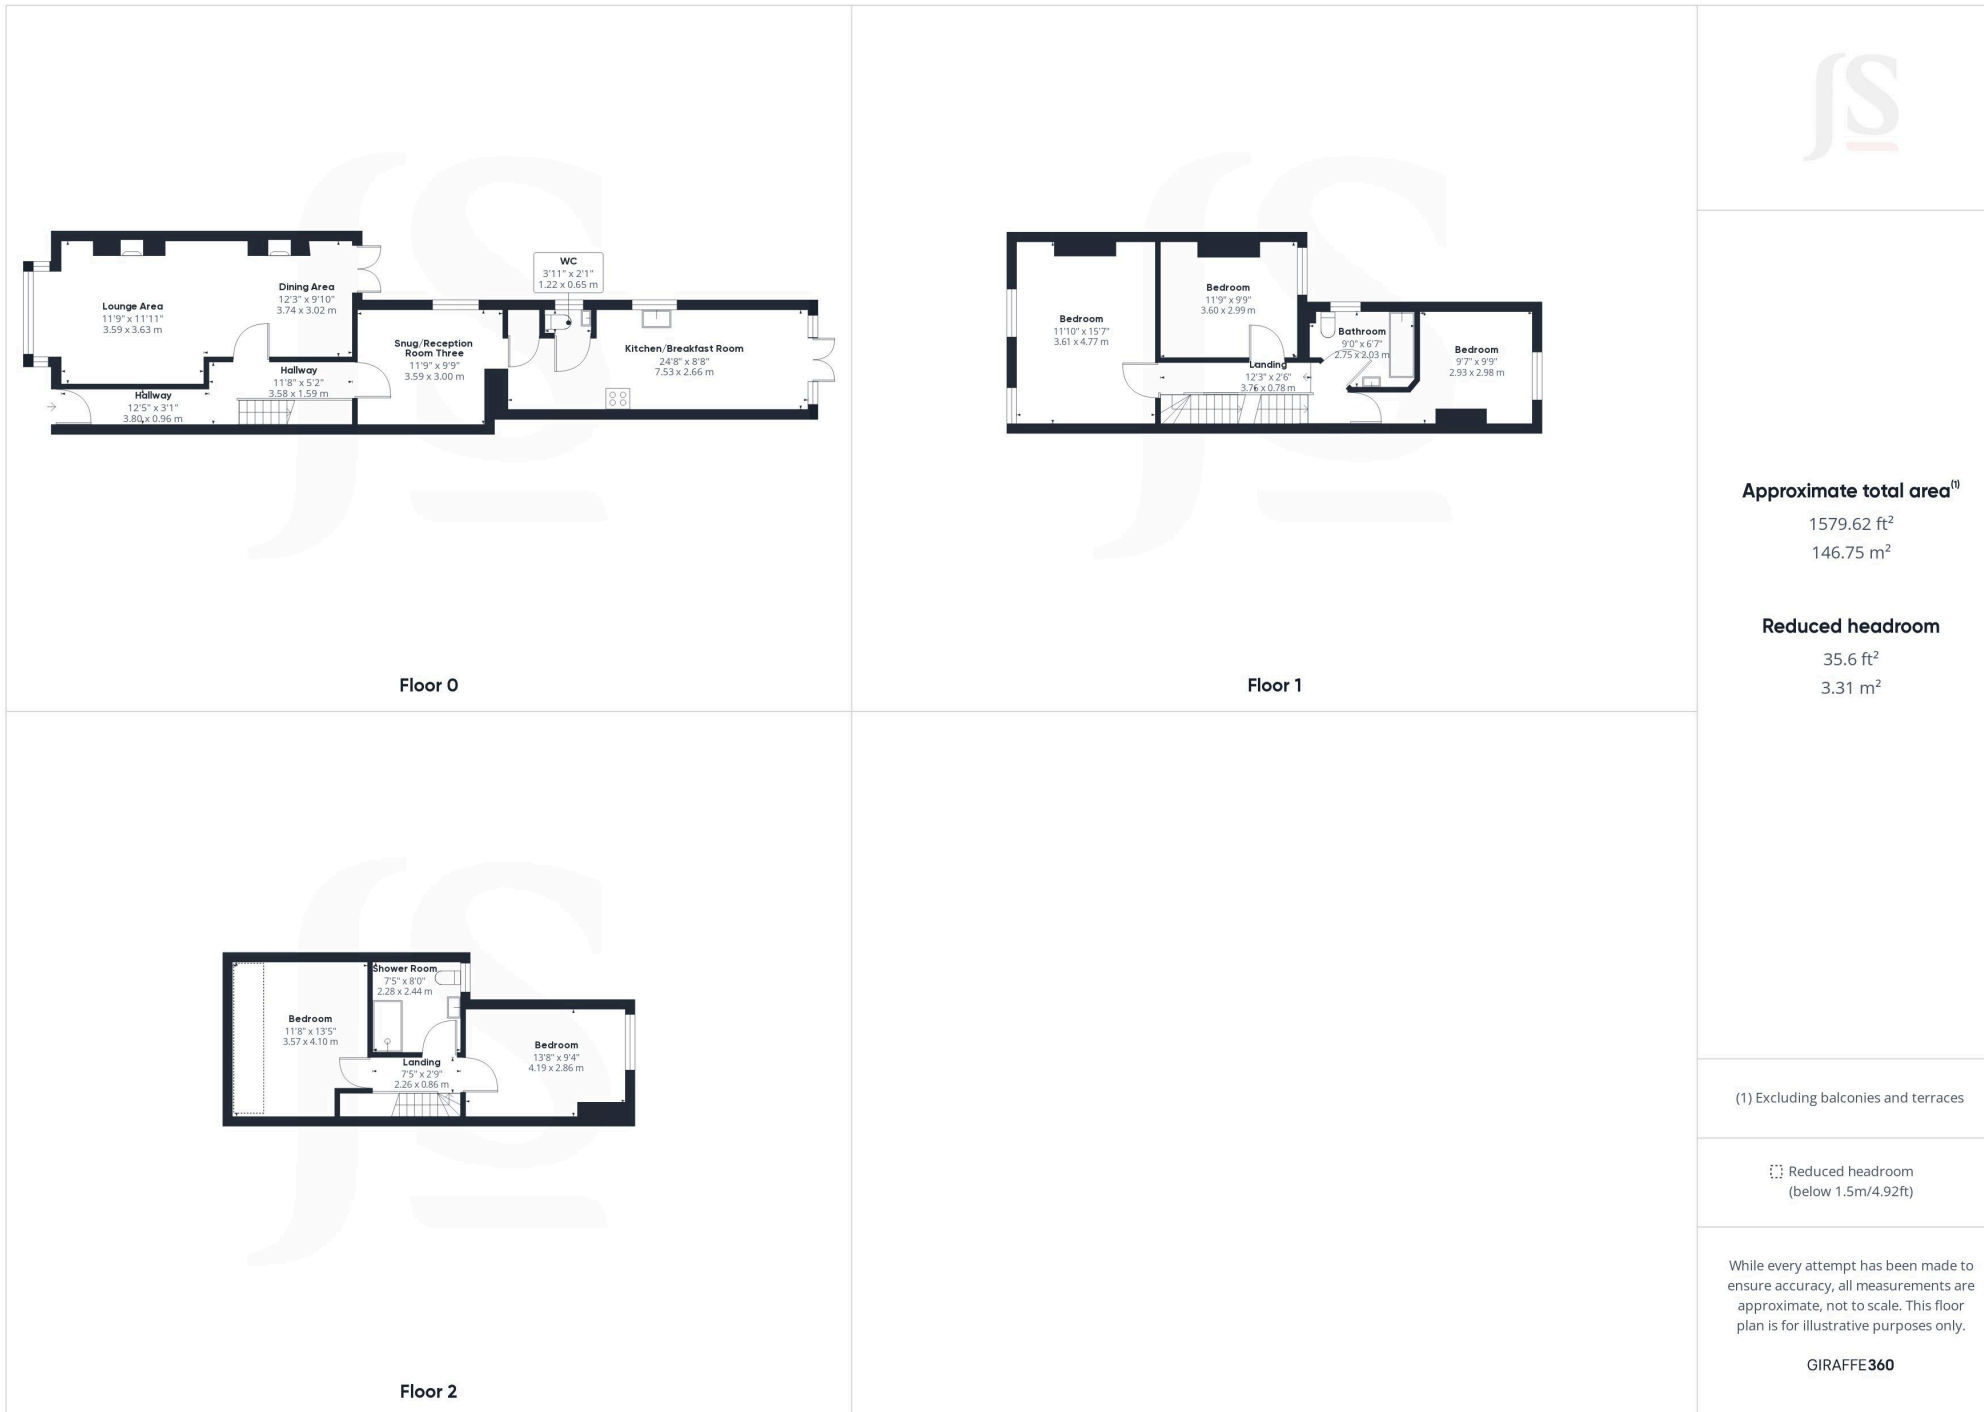 WC
3'11" x 2'1"
1.22 x 0.65 m
Lounge Area
11'9" x 11'11"
3.59 x 3.63 m
Dining Area
12'3" x 9'10"
3.74 x 3.02 m
Snug/Reception
Room Three
11'9" x 9'9"
3.59 x 3.00 m
Kitchen/Breakfast Room
24'8" x 8'8"
7.53 x 2.66 m
Hallway
11'8" x 5'2"
3.58 x 1.59 m
Hallway
12'5" x 3'1"
3.80 x 0.96 m
Floor 0
Bedroom
11'10" x 15'7"
3.61 x 4.77 m
Bedroom
11'9" x 9'9"
3.60 x 2.99 m
Bathroom
9'0" x 6'7"
2.75 x 2.03 m
Bedroom
9'7" x 9'9"
2.93 x 2.98 m
Landing
12'3" x 2'6"
3.76 x 0.78 m
Floor 1
Shower Room
7'5" x 8'0"
2.28 x 2.44 m
Bedroom
11'8" x 13'5"
3.57 x 4.10 m
Landing
7'5" x 2'9"
2.26 x 0.86 m
Bedroom
13'8" x 9'4"
4.19 x 2.86 m
Floor 2
JS
Approximate total area(1)
1579.62 ft²
146.75 m²
Reduced headroom
35.6 ft²
3.31 m²
(1) Excluding balconies and terraces
Reduced headroom
(below 1.5m/4.92ft)
While every attempt has been made to
ensure accuracy, all measurements are
approximate, not to scale. This floor
plan is for illustrative purposes only.
GIRAFFE360